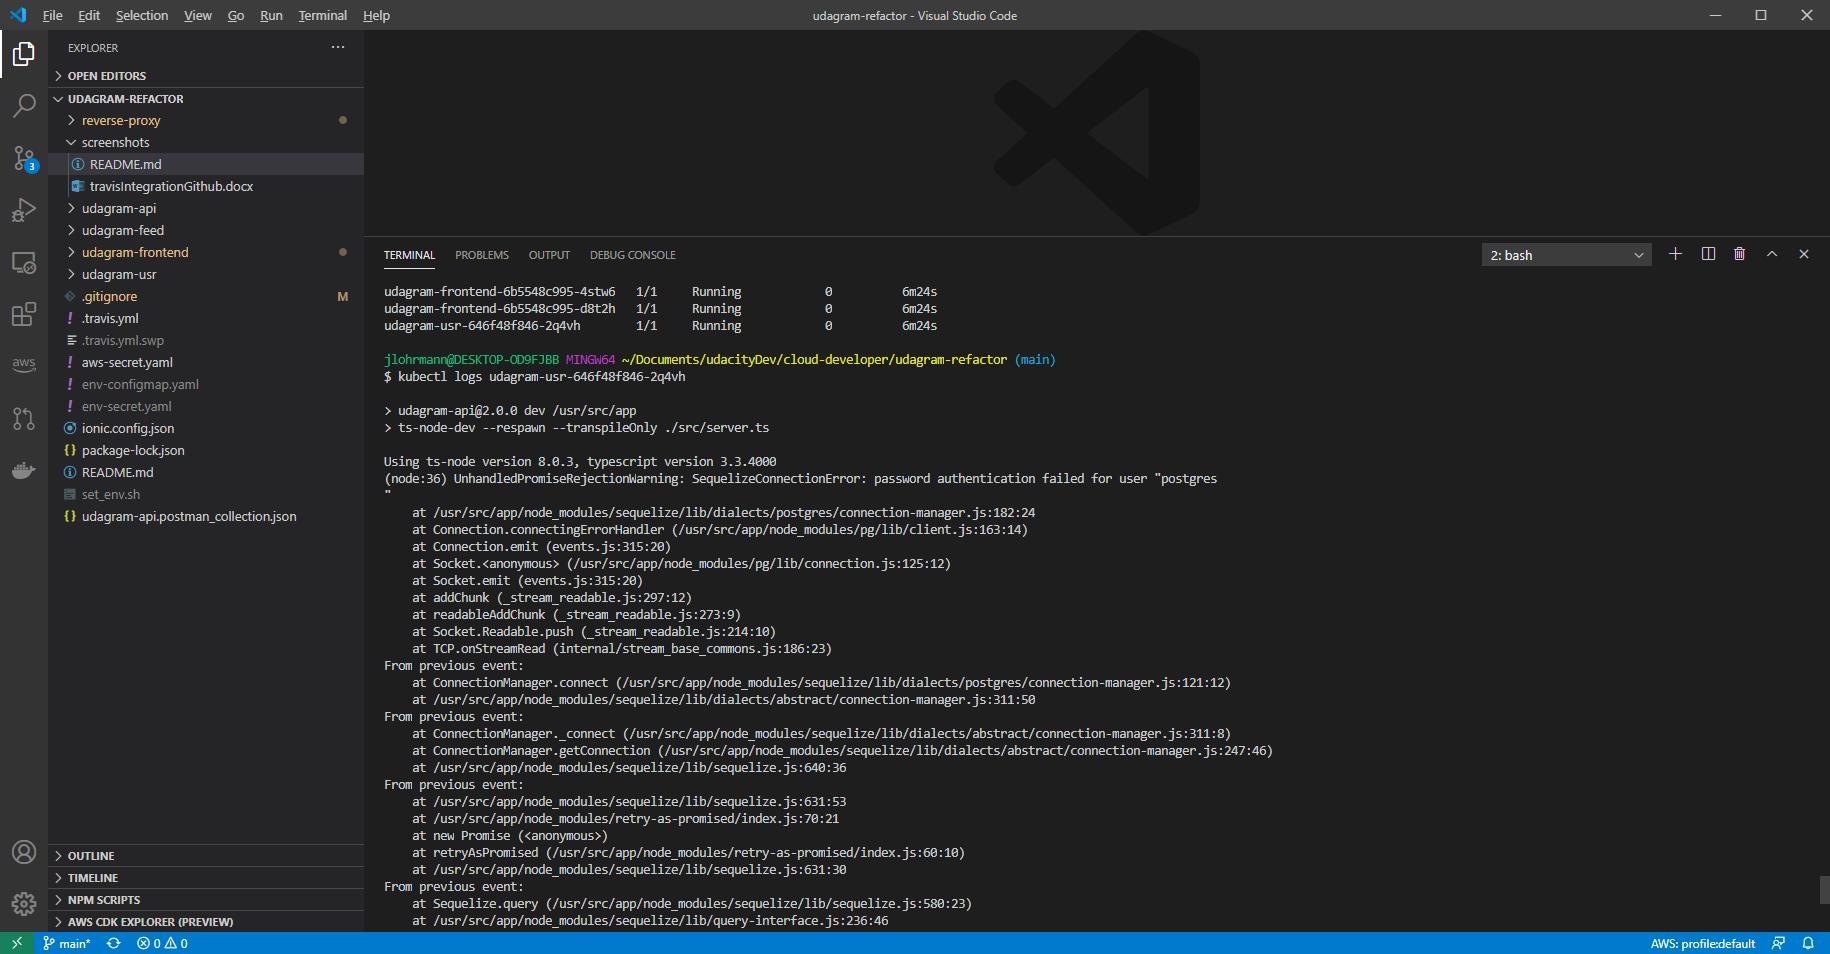 File Edit Selection View Go Run Terminal Help
udagram-refactor - Visual Studio Code
EXPLORER
OPEN EDITORS
UDAGRAM-REFACTOR
reverse-proxy
screenshots
README.md
travisIntegrationGithub.docx
udagram-api
udagram-feed
udagram-frontend
udagram-usr
.gitignore M
! .travis.yml
.travis.yml.swp
! aws-secret.yaml
! env-configmap.yaml
! env-secret.yaml
ionic.config.json
{} package-lock.json
README.md
set_env.sh
{} udagram-api.postman_collection.json
OUTLINE
TIMELINE
NPM SCRIPTS
AWS CDK EXPLORER (PREVIEW)
3
aws
TERMINAL PROBLEMS OUTPUT DEBUG CONSOLE
2: bash
udagram-frontend-6b5548c995-4stw6 1/1 Running 0 6m24s
udagram-frontend-6b5548c995-d8t2h 1/1 Running 0 6m24s
udagram-usr-646f48f846-2q4vh 1/1 Running 0 6m24s
jlohrmann@DESKTOP-OD9FJBB MINGW64 ~/Documents/udacityDev/cloud-developer/udagram-refactor (main)
$ kubectl logs udagram-usr-646f48f846-2q4vh
> udagram-api@2.0.0 dev /usr/src/app
> ts-node-dev --respawn --transpileOnly ./src/server.ts
Using ts-node version 8.0.3, typescript version 3.3.4000
(node:36) UnhandledPromiseRejectionWarning: SequelizeConnectionError: password authentication failed for user "postgres
"
at /usr/src/app/node_modules/sequelize/lib/dialects/postgres/connection-manager.js:182:24
at Connection.connectingErrorHandler (/usr/src/app/node_modules/pg/lib/client.js:163:14)
at Connection.emit (events.js:315:20)
at Socket.<anonymous> (/usr/src/app/node_modules/pg/lib/connection.js:125:12)
at Socket.emit (events.js:315:20)
at addChunk (_stream_readable.js:297:12)
at readableAddChunk (_stream_readable.js:273:9)
at Socket.Readable.push (_stream_readable.js:214:10)
at TCP.onStreamRead (internal/stream_base_commons.js:186:23)
From previous event:
at ConnectionManager.connect (/usr/src/app/node_modules/sequelize/lib/dialects/postgres/connection-manager.js:121:12)
at /usr/src/app/node_modules/sequelize/lib/dialects/abstract/connection-manager.js:311:50
From previous event:
at ConnectionManager._connect (/usr/src/app/node_modules/sequelize/lib/dialects/abstract/connection-manager.js:311:8)
at ConnectionManager.getConnection (/usr/src/app/node_modules/sequelize/lib/dialects/abstract/connection-manager.js:247:46)
at /usr/src/app/node_modules/sequelize/lib/sequelize.js:640:36
From previous event:
at /usr/src/app/node_modules/sequelize/lib/sequelize.js:631:53
at /usr/src/app/node_modules/retry-as-promised/index.js:70:21
at new Promise (<anonymous>)
at retryAsPromised (/usr/src/app/node_modules/retry-as-promised/index.js:60:10)
at /usr/src/app/node_modules/sequelize/lib/sequelize.js:631:30
From previous event:
at Sequelize.query (/usr/src/app/node_modules/sequelize/lib/sequelize.js:580:23)
at /usr/src/app/node_modules/sequelize/lib/query-interface.js:236:46
main* 0 0
AWS: profile:default